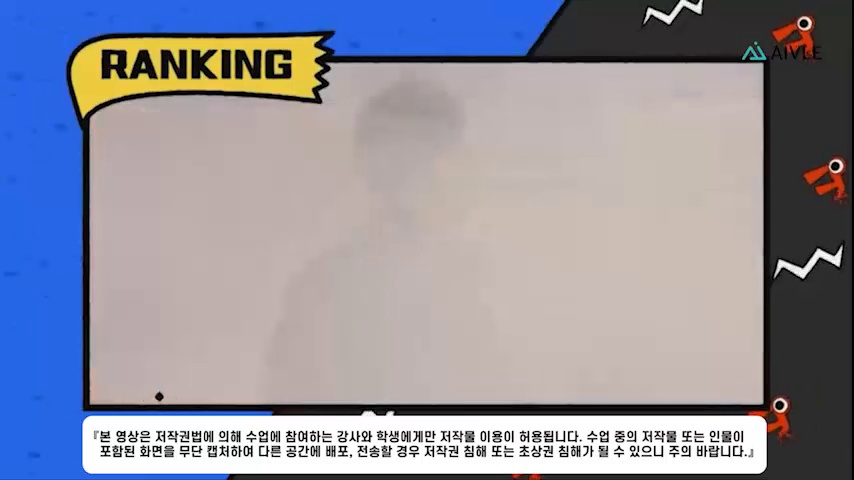 RANKING
AIVLE
『본 영상은 저작권법에 의해 수업에 참여하는 강사와 학생에게만 저작물 이용이 허용됩니다. 수업 중의 저작물 또는 인물이
포함된 화면을 무단 캡처하여 다른 공간에 배포, 전송할 경우 저작권 침해 또는 초상권 침해가 될 수 있으니 주의 바랍니다.』